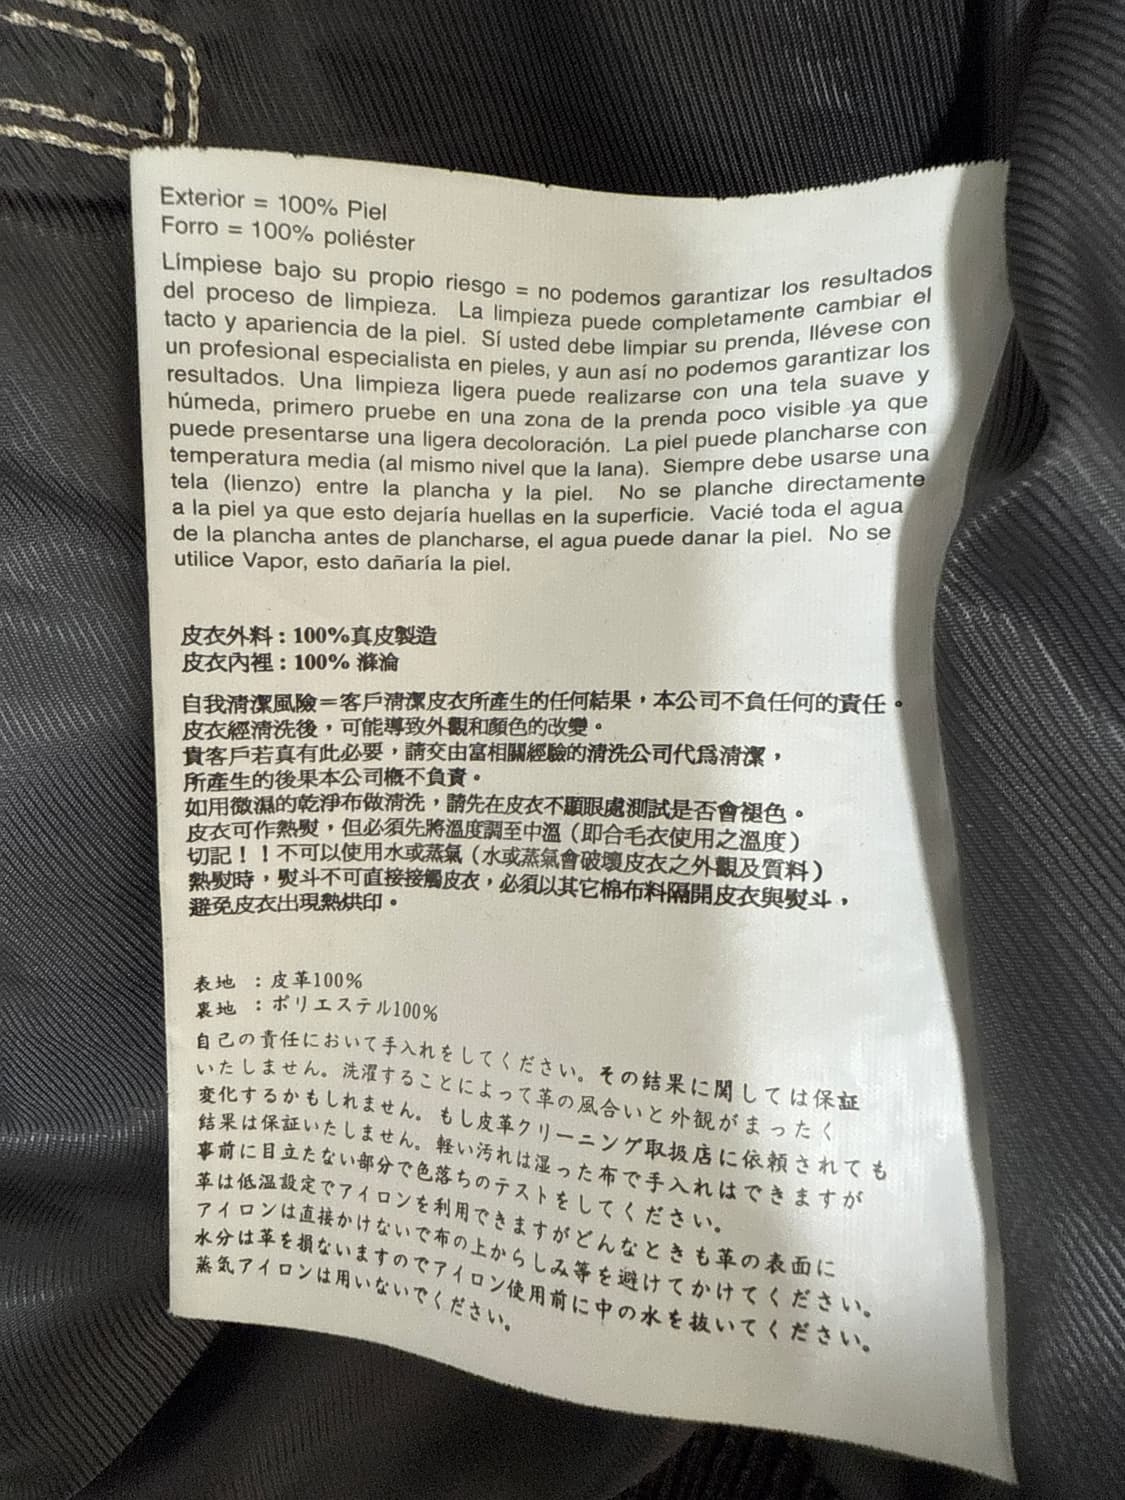 Exterior = 100% Piel
Forro = 100% poliéster
Límpiese bajo su propio riesgo = no podemos garantizar los resultados
del proceso de limpieza. La limpieza puede completamente cambiar el
tacto y apariencia de la piel. Sí usted debe limpiar su prenda, llévese con
un profesional especialista en pieles, y aun así no podemos garantizar los
resultados. Una limpieza ligera puede realizarse con una tela suave y
húmeda, primero pruebe en una zona de la prenda poco visible ya que
puede presentarse una ligera decoloración. La piel puede plancharse con
temperatura media (al mismo nivel que la lana). Siempre debe usarse una
tela (lienzo) entre la plancha y la piel. No se planche directamente
a la piel ya que esto dejaría huellas en la superficie. Vacié toda el agua
de la plancha antes de plancharse, el agua puede danar la piel. No se
utilice Vapor, esto dañaría la piel.
皮衣外料：100%真皮製造
皮衣內裡：100% 滌淪
自我清潔風險＝客戶清潔皮衣所產生的任何結果，本公司不負任何的責任。
皮衣經清洗後，可能導致外觀和顏色的改變。
貴客戶若真有此必要，請交由富相關經驗的清洗公司代為清潔，
所產生的後果本公司概不負責。
如用微濕的乾淨布做清洗，請先在皮衣不顯眼處測試是否會褪色。
皮衣可作熱熨，但必須先將溫度調至中溫（即合毛衣使用之溫度）
切記！！不可以使用水或蒸氣（水或蒸氣會破壞皮衣之外觀及質料）
熱熨時，熨斗不可直接接觸皮衣，必須以其它棉布料隔開皮衣與熨斗，
避免皮衣出現熱烘印。
表地　：皮革100%
裏地　：ポリエステル100%
自己の責任において手入れをしてください。その結果に関しては保証
いたしません。洗濯することによって革の風合いと外観がまったく
変化するかもしれません。もし皮革クリーニング取扱店に依頼されても
結果は保証いたしません。軽い汚れは湿った布で手入れはできますが
事前に目立たない部分で色落ちのテストをしてください。
革は低温設定でアイロンを利用できますがどんなときも革の表面に
アイロンは直接かけないで布の上からしみ等を避けてかけてください。
水分は革を損ないますのでアイロン使用前に中の水を抜いてください。
蒸気アイロンは用いないでください。